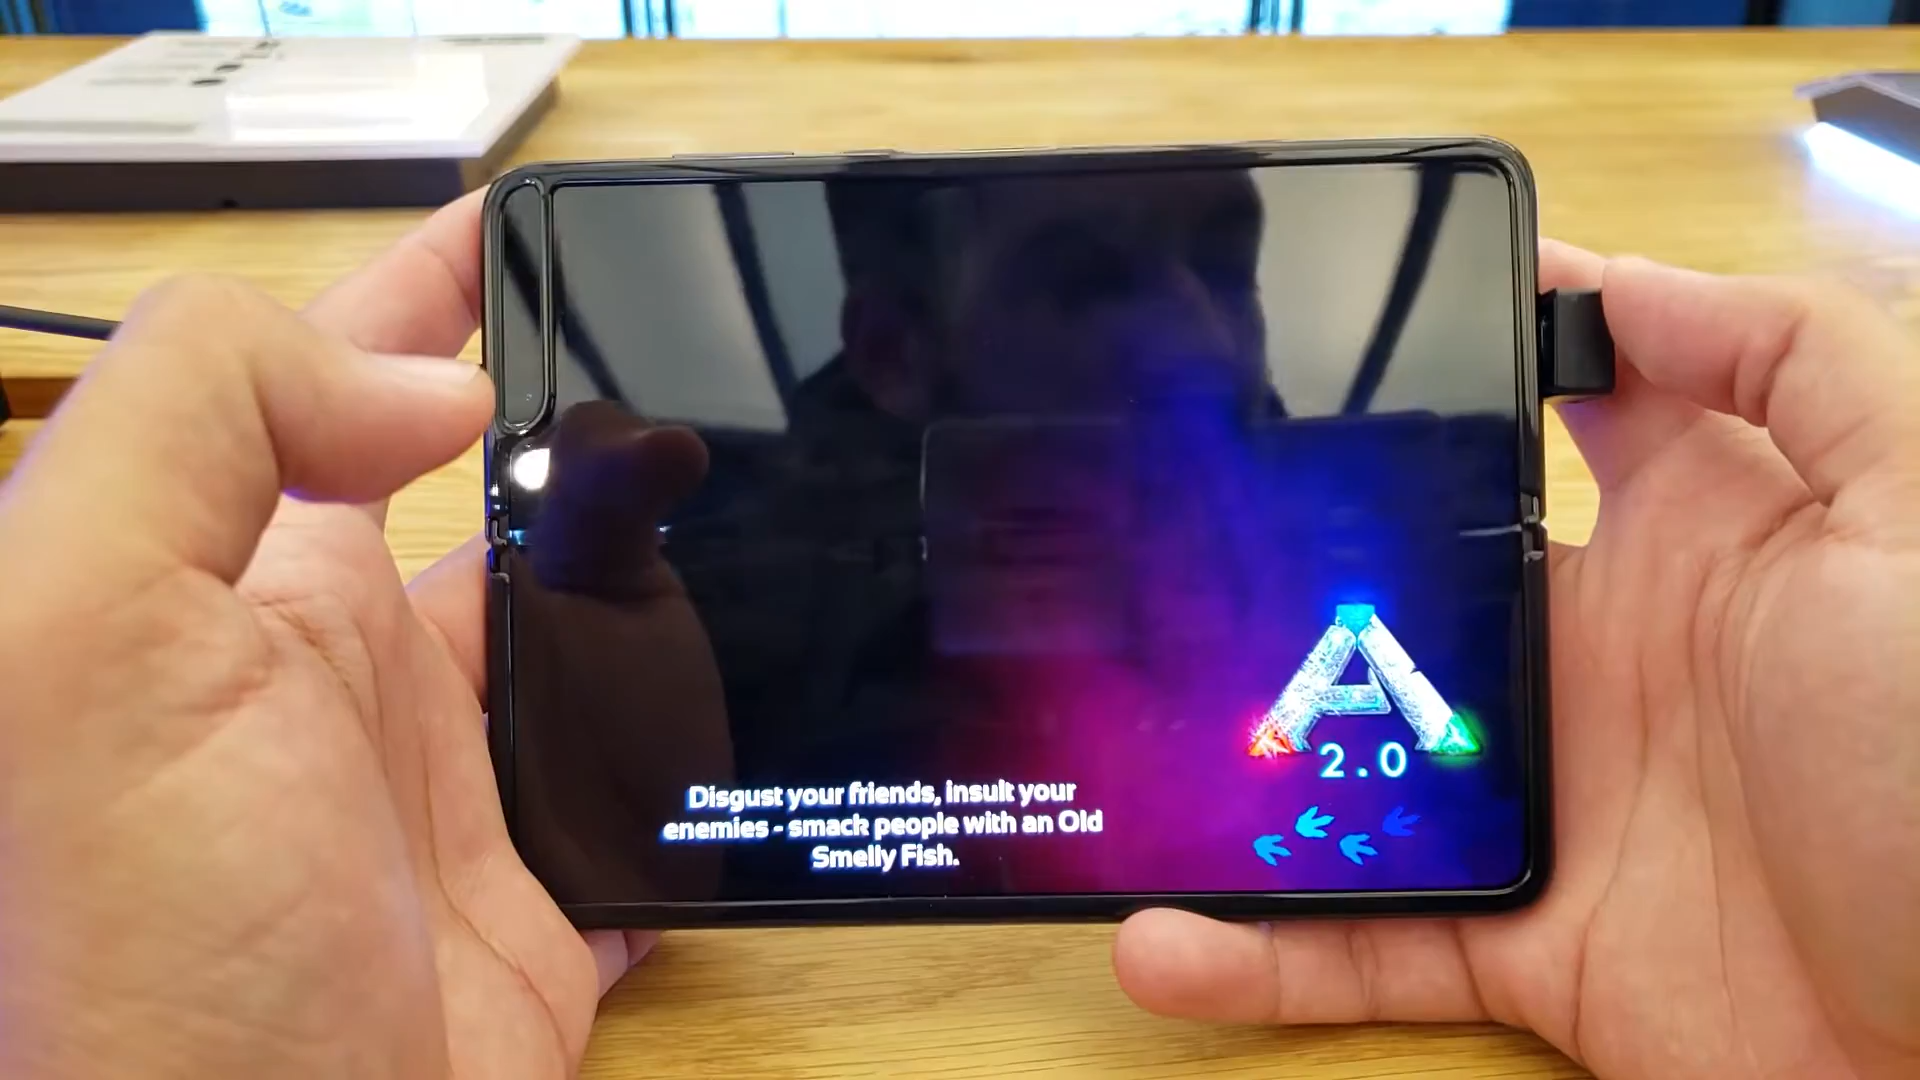 A
2.0
Disgust your friends, insult your
enemies - smack people with an Old
Smelly Fish.